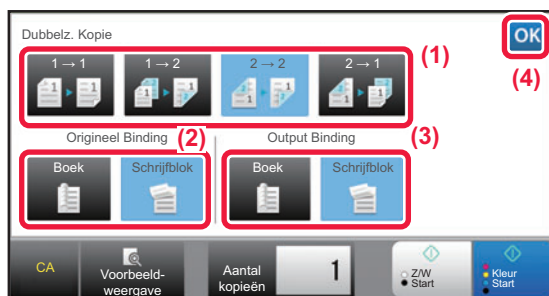 Dubbelz. Kopie
OK
1 → 1
1 → 2
2 → 2
2 → 1
(1)
(4)
Origineel Binding
(2)
Output Binding
(3)
Boek
Schrijfblok
Boek
Schrijfblok
CA
Voorbeeld-
weergave
Aantal
kopieën
1
Z/W
Start
Kleur
Start